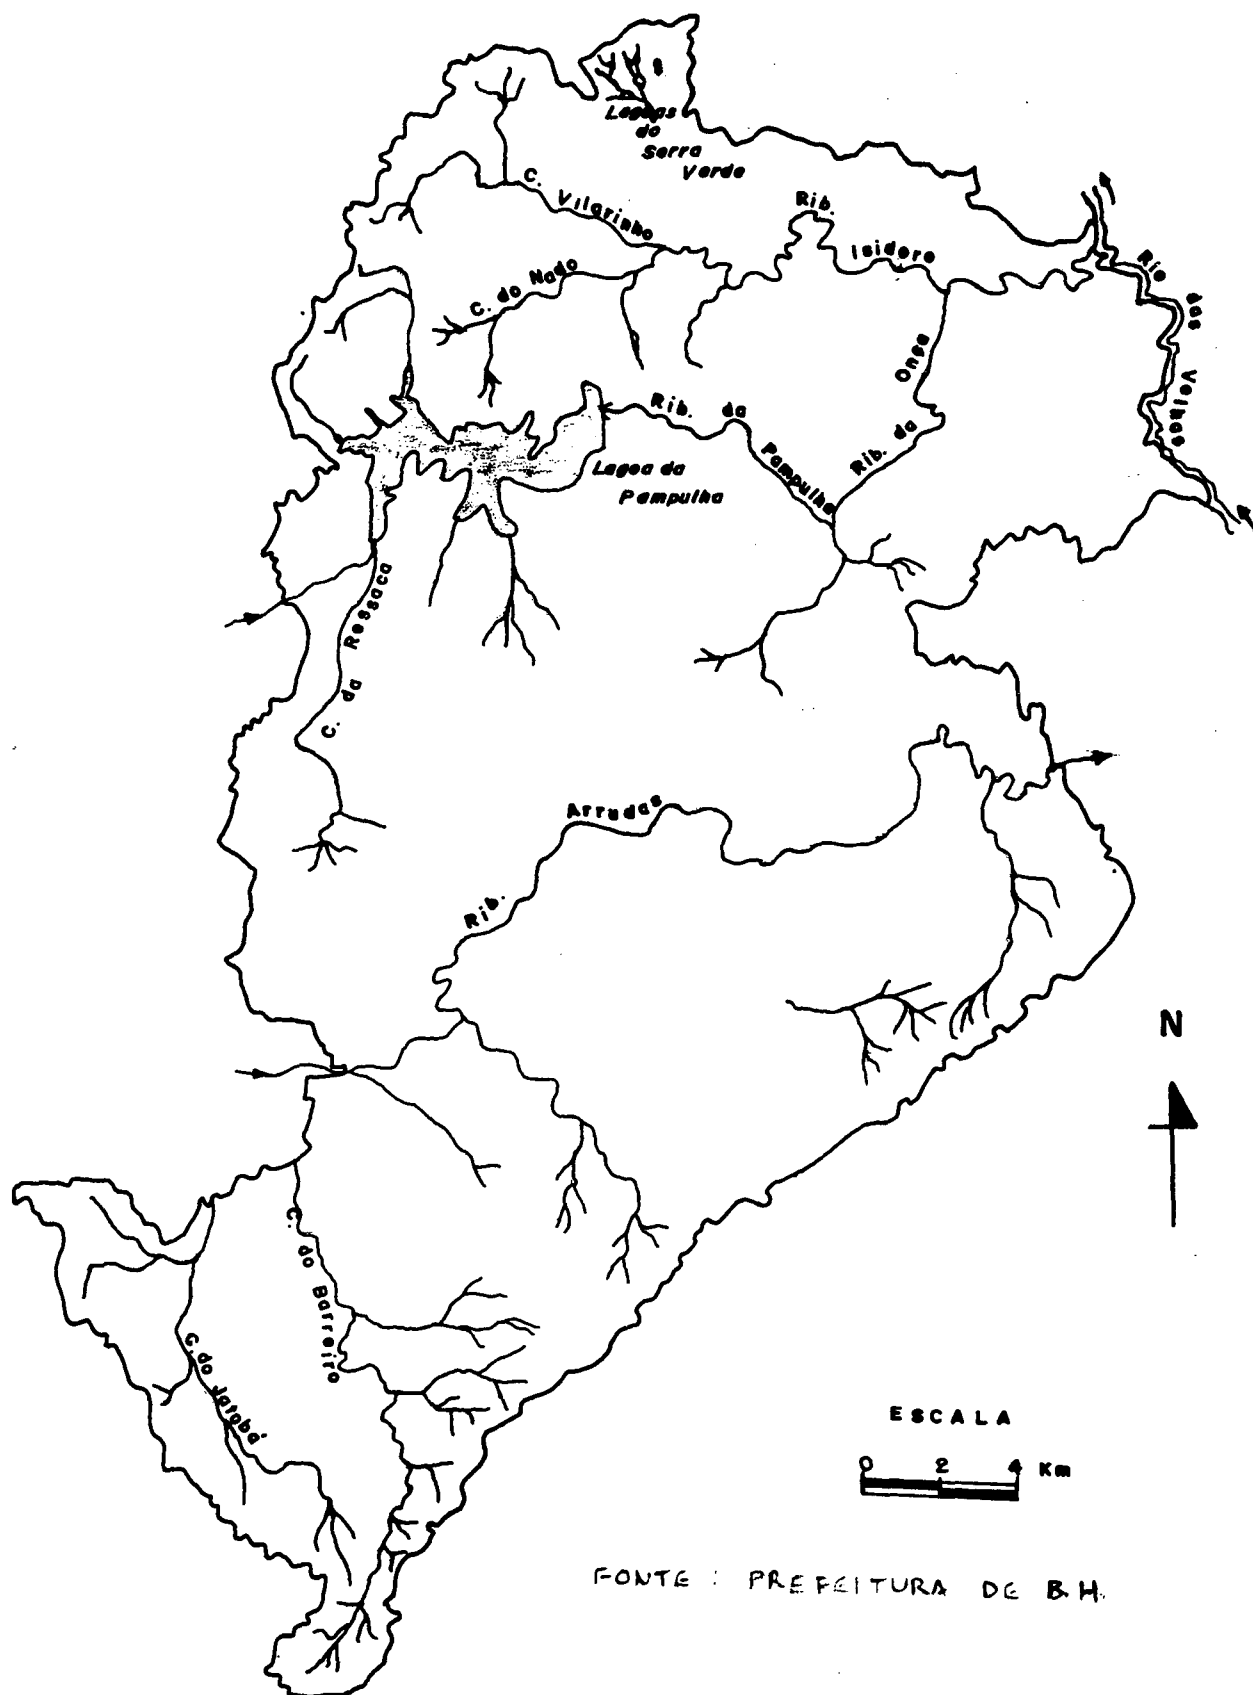 Lagoas
do
Serra
Verde
C. Vilarinho
Rib.
Isidoro
Rio das Velhas
C. do Nado
Rib. da Onça
Rib. da Pampulha
Lagoa da
Pampulha
C. da Ressaca
Rib. Arrudas
N
C. do Barreiro
C. do Jatobá
ESCALA
0 2 4 Km
FONTE : PREFEITURA DE B.H.